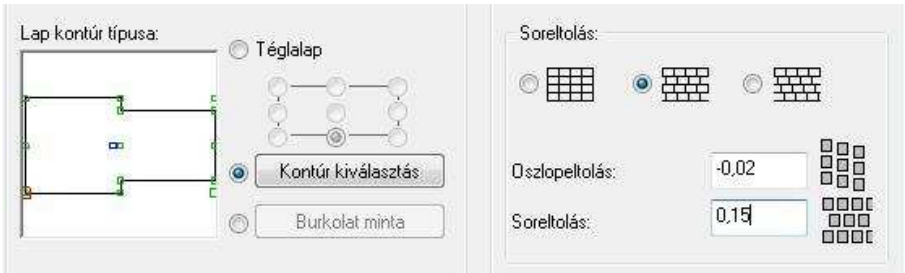 Lap kontúr típusa:
Téglalap
Kontúr kiválasztás
Burkolat minta
Soreltolás:
Oszlopeltolás:
-0,02
Soreltolás:
0,15